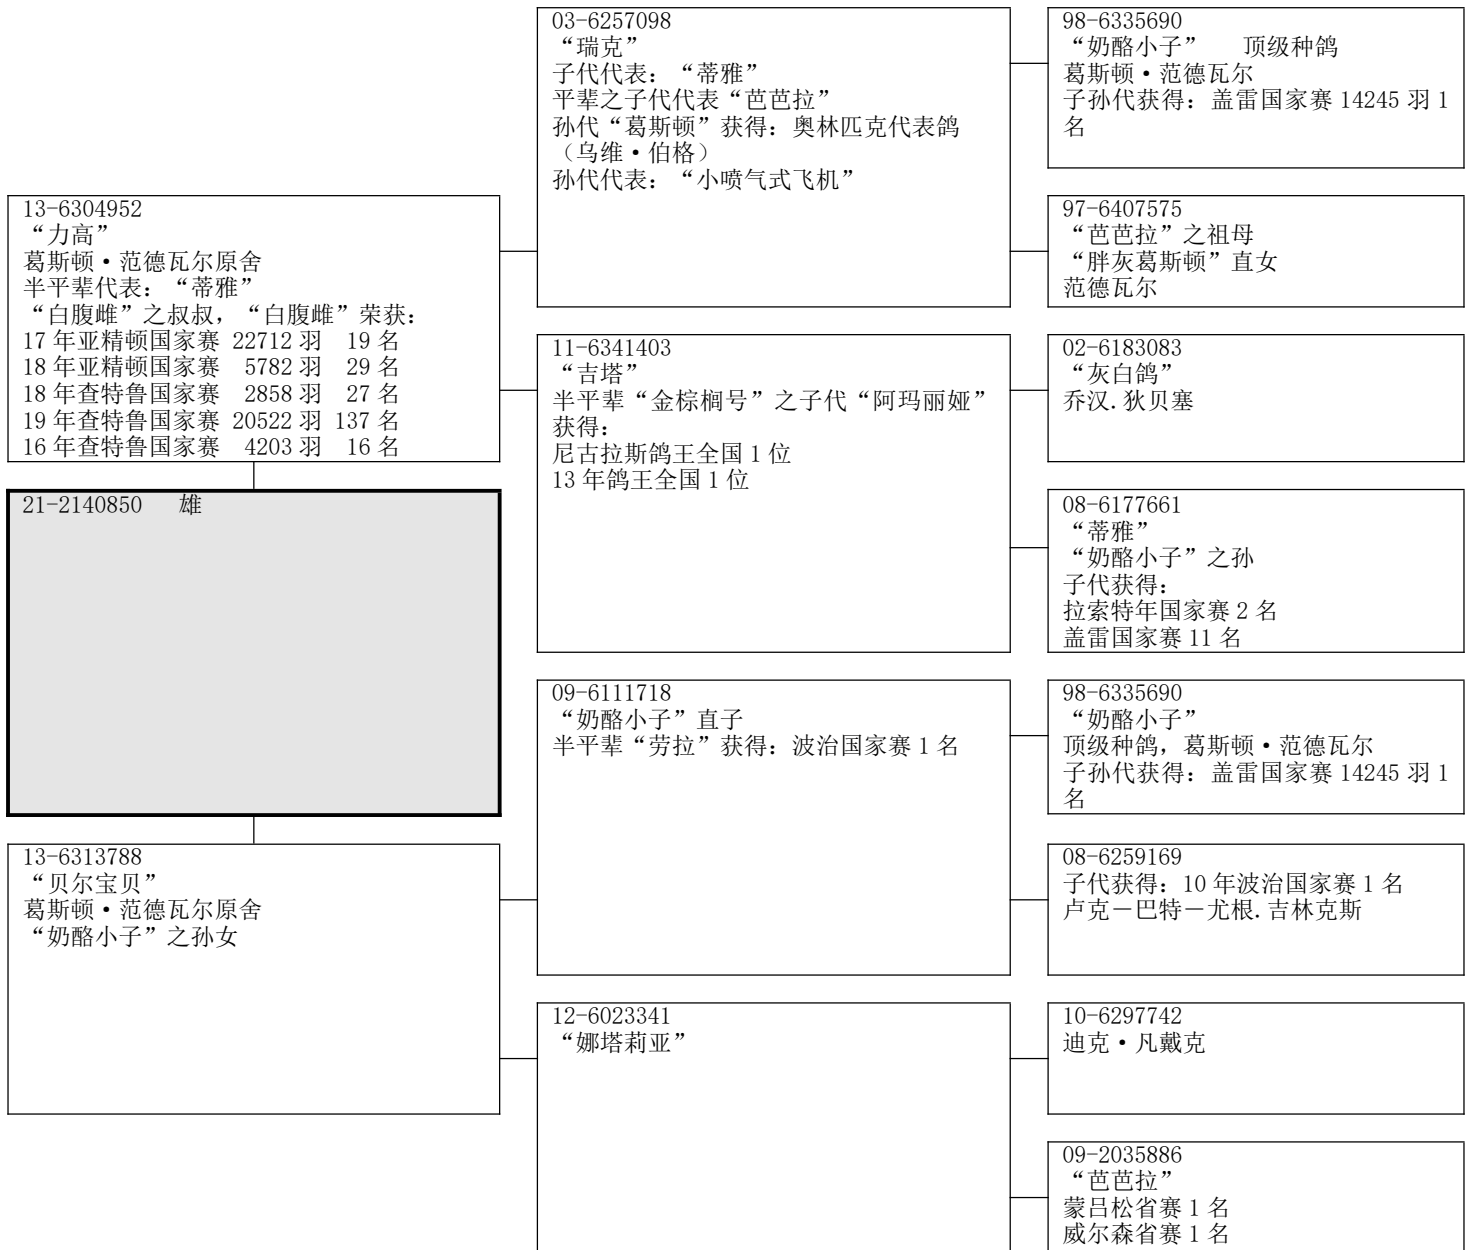 13-6304952
“力高”
葛斯顿•范德瓦尔原舍
半平辈代表：“蒂雅”
“白腹雌”之叔叔，“白腹雌”荣获：
17 年亚精顿国家赛 22712 羽 19 名
18 年亚精顿国家赛 5782 羽 29 名
18 年查特鲁国家赛 2858 羽 27 名
19 年查特鲁国家赛 20522 羽 137 名
16 年查特鲁国家赛 4203 羽 16 名
21-2140850 雄
13-6313788
“贝尔宝贝”
葛斯顿•范德瓦尔原舍
“奶酪小子”之孙女
03-6257098
“瑞克”
子代代表：“蒂雅”
平辈之子代代表“芭芭拉”
孙代“葛斯顿”获得：奥林匹克代表鸽
（乌维•伯格）
孙代代表：“小喷气式飞机”
11-6341403
“吉塔”
半平辈“金棕榈号”之子代“阿玛丽娅”
获得：
尼古拉斯鸽王全国 1 位
13 年鸽王全国 1 位
09-6111718
“奶酪小子”直子
半平辈“劳拉”获得：波治国家赛 1 名
12-6023341
“娜塔莉亚”
98-6335690
“奶酪小子” 顶级种鸽
葛斯顿•范德瓦尔
子孙代获得：盖雷国家赛 14245 羽 1
名
97-6407575
“芭芭拉”之祖母
“胖灰葛斯顿”直女
范德瓦尔
02-6183083
“灰白鸽”
乔汉.狄贝塞
08-6177661
“蒂雅”
“奶酪小子”之孙
子代获得：
拉索特年国家赛 2 名
盖雷国家赛 11 名
98-6335690
“奶酪小子”
顶级种鸽，葛斯顿•范德瓦尔
子孙代获得：盖雷国家赛 14245 羽 1
名
08-6259169
子代获得：10 年波治国家赛 1 名
卢克－巴特－尤根.吉林克斯
10-6297742
迪克•凡戴克
09-2035886
“芭芭拉”
蒙吕松省赛 1 名
威尔森省赛 1 名